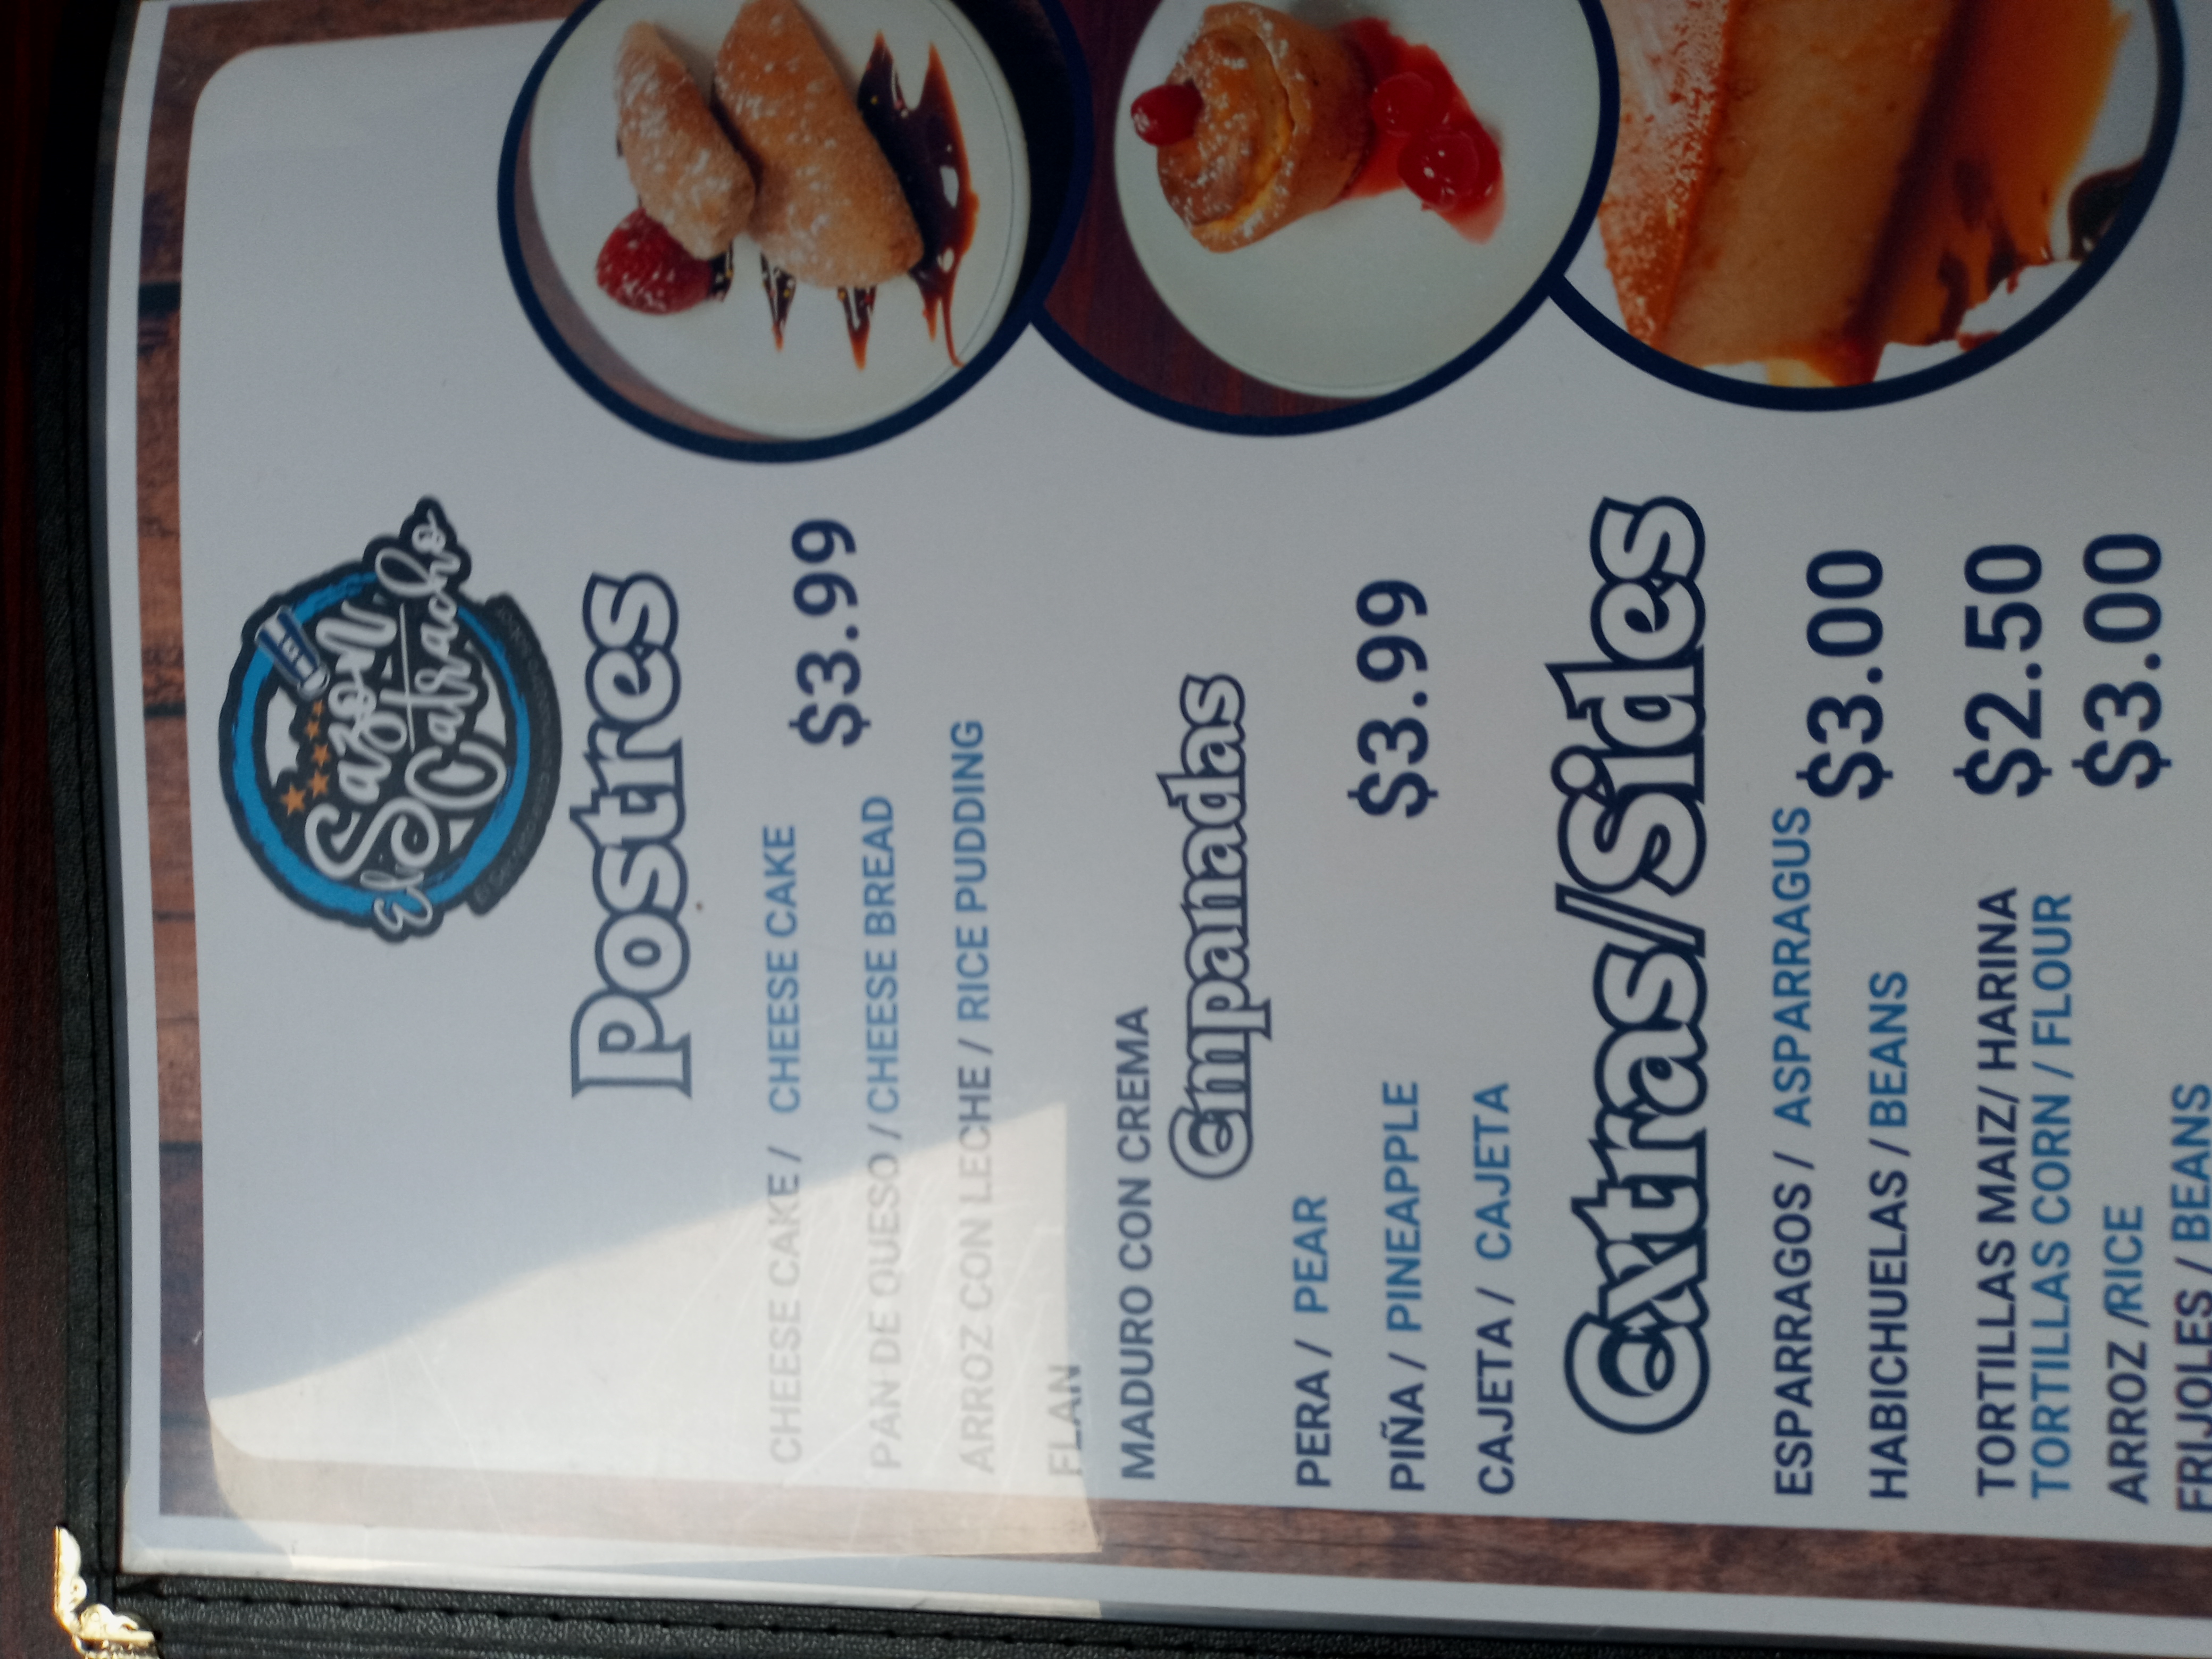 El Sazón
Catracho
Postres
CHEESE CAKE / CHEESE CAKE
$3.99
PAN DE QUESO / CHEESE BREAD
ARROZ CON LECHE / RICE PUDDING
FLAN
MADURO CON CREMA
Empanadas
PERA / PEAR
PIÑA / PINEAPPLE
$3.99
CAJETA / CAJETA
Extras/Sides
ESPARRAGOS / ASPARRAGUS
$3.00
HABICHUELAS / BEANS
TORTILLAS MAIZ/ HARINA
$2.50
TORTILLAS CORN / FLOUR
ARROZ /RICE
$3.00
FRIJOLES / BEANS